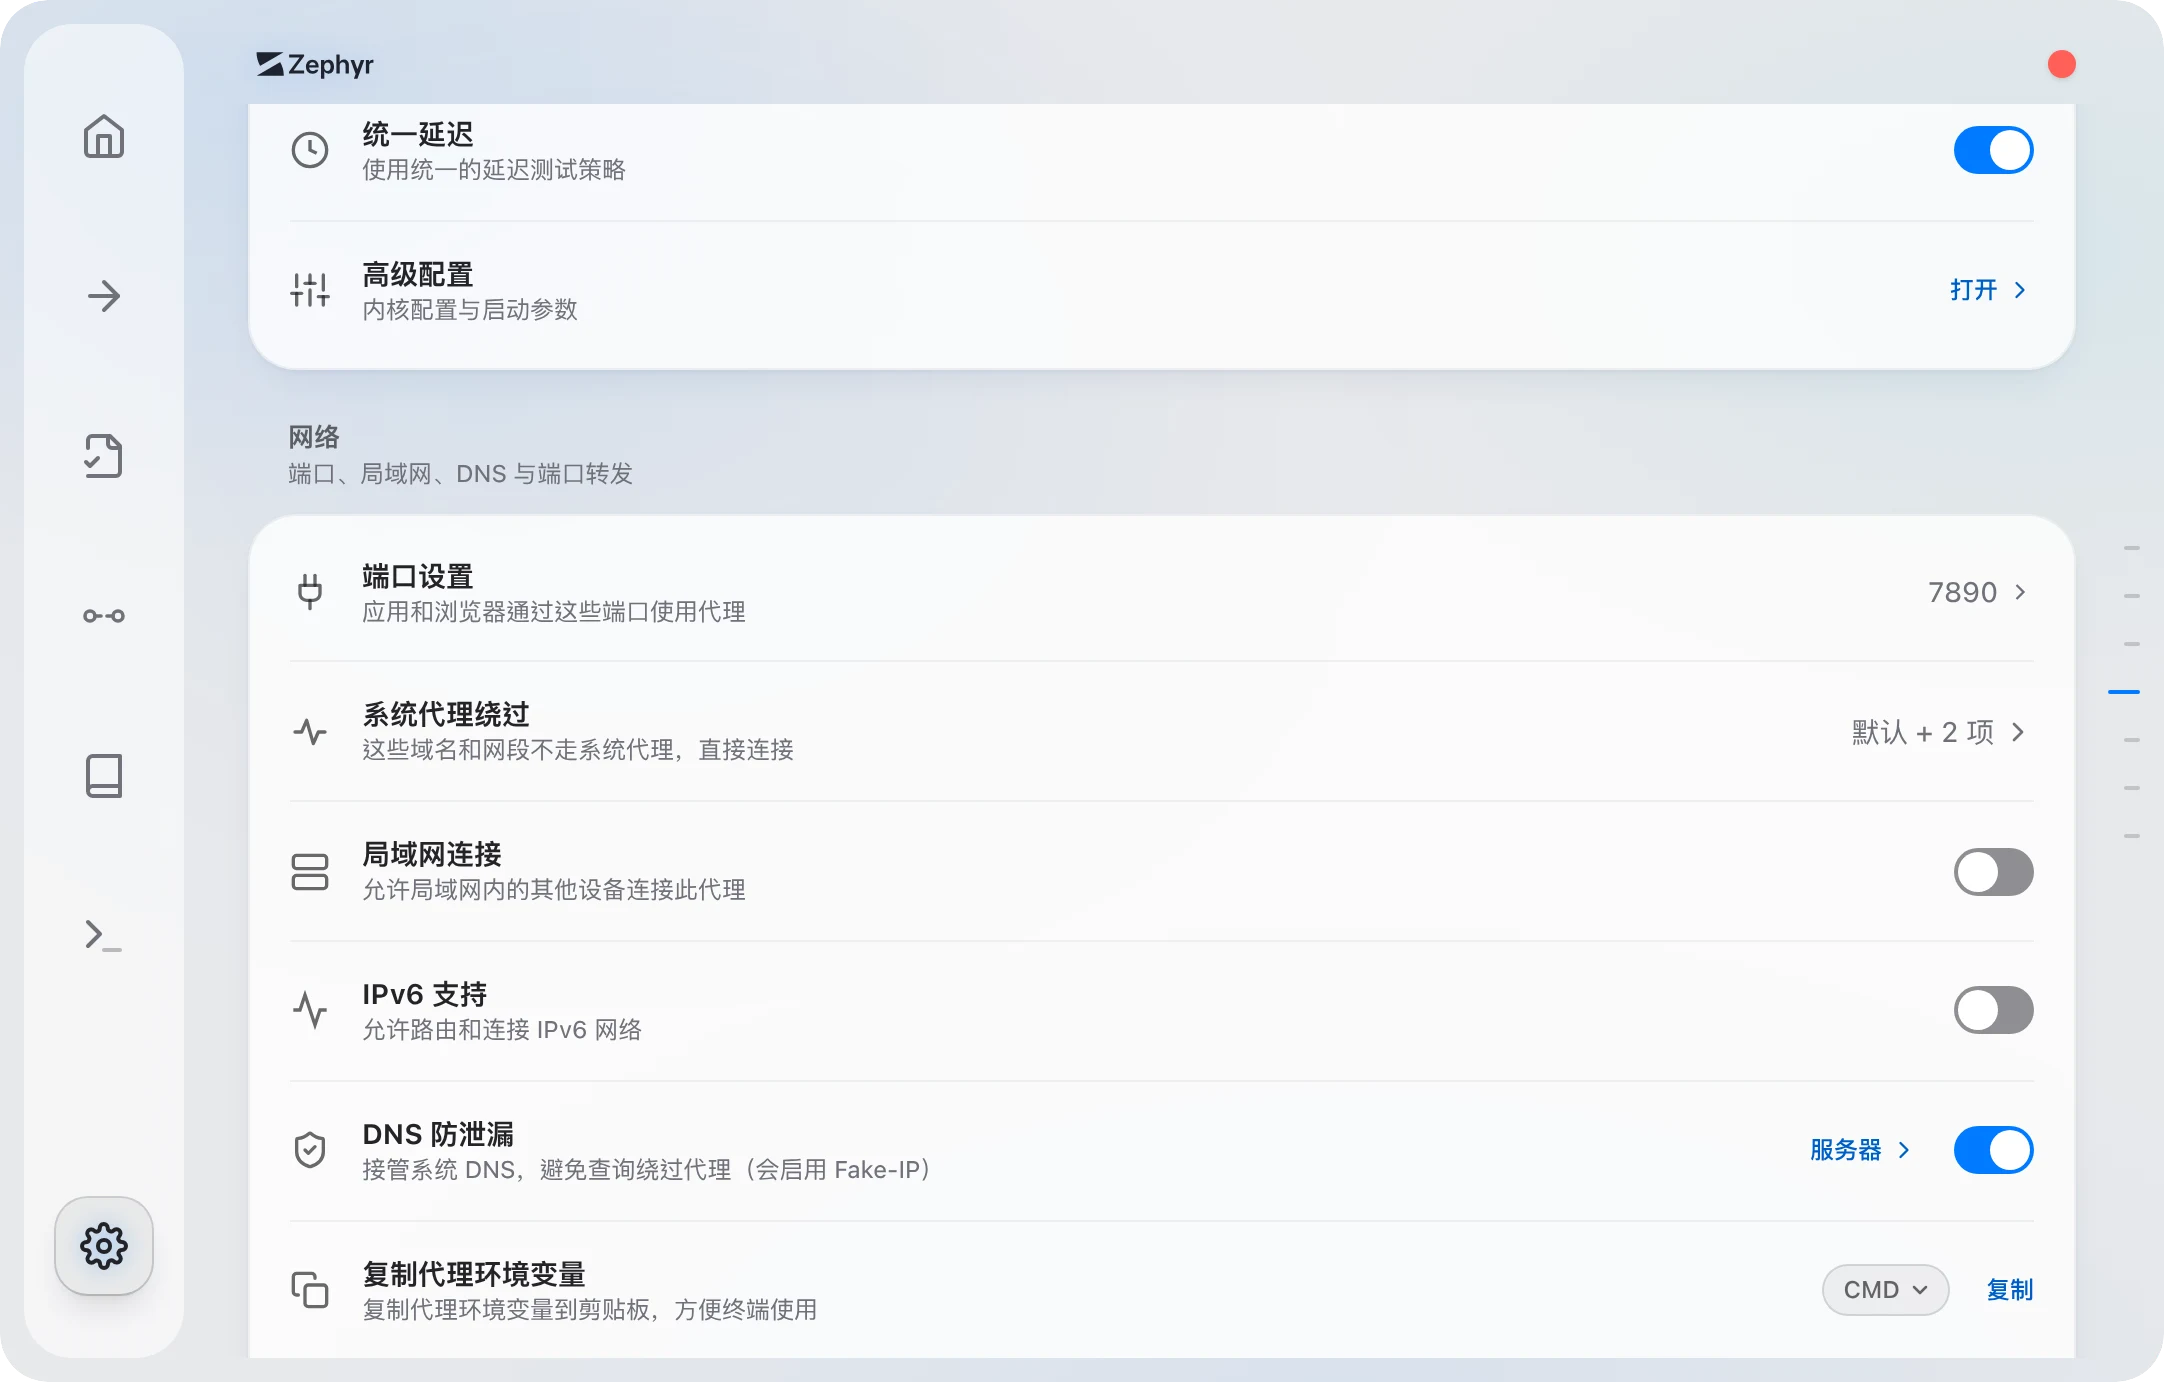 Zephyr
统一延迟
使用统一的延迟测试策略
高级配置
内核配置与启动参数
打开
网络
端口、局域网、DNS 与端口转发
端口设置
应用和浏览器通过这些端口使用代理
7890
系统代理绕过
这些域名和网段不走系统代理，直接连接
默认 + 2 项
局域网连接
允许局域网内的其他设备连接此代理
IPv6 支持
允许路由和连接 IPv6 网络
DNS 防泄漏
接管系统 DNS，避免查询绕过代理（会启用 Fake-IP）
服务器
复制代理环境变量
复制代理环境变量到剪贴板，方便终端使用
CMD
复制